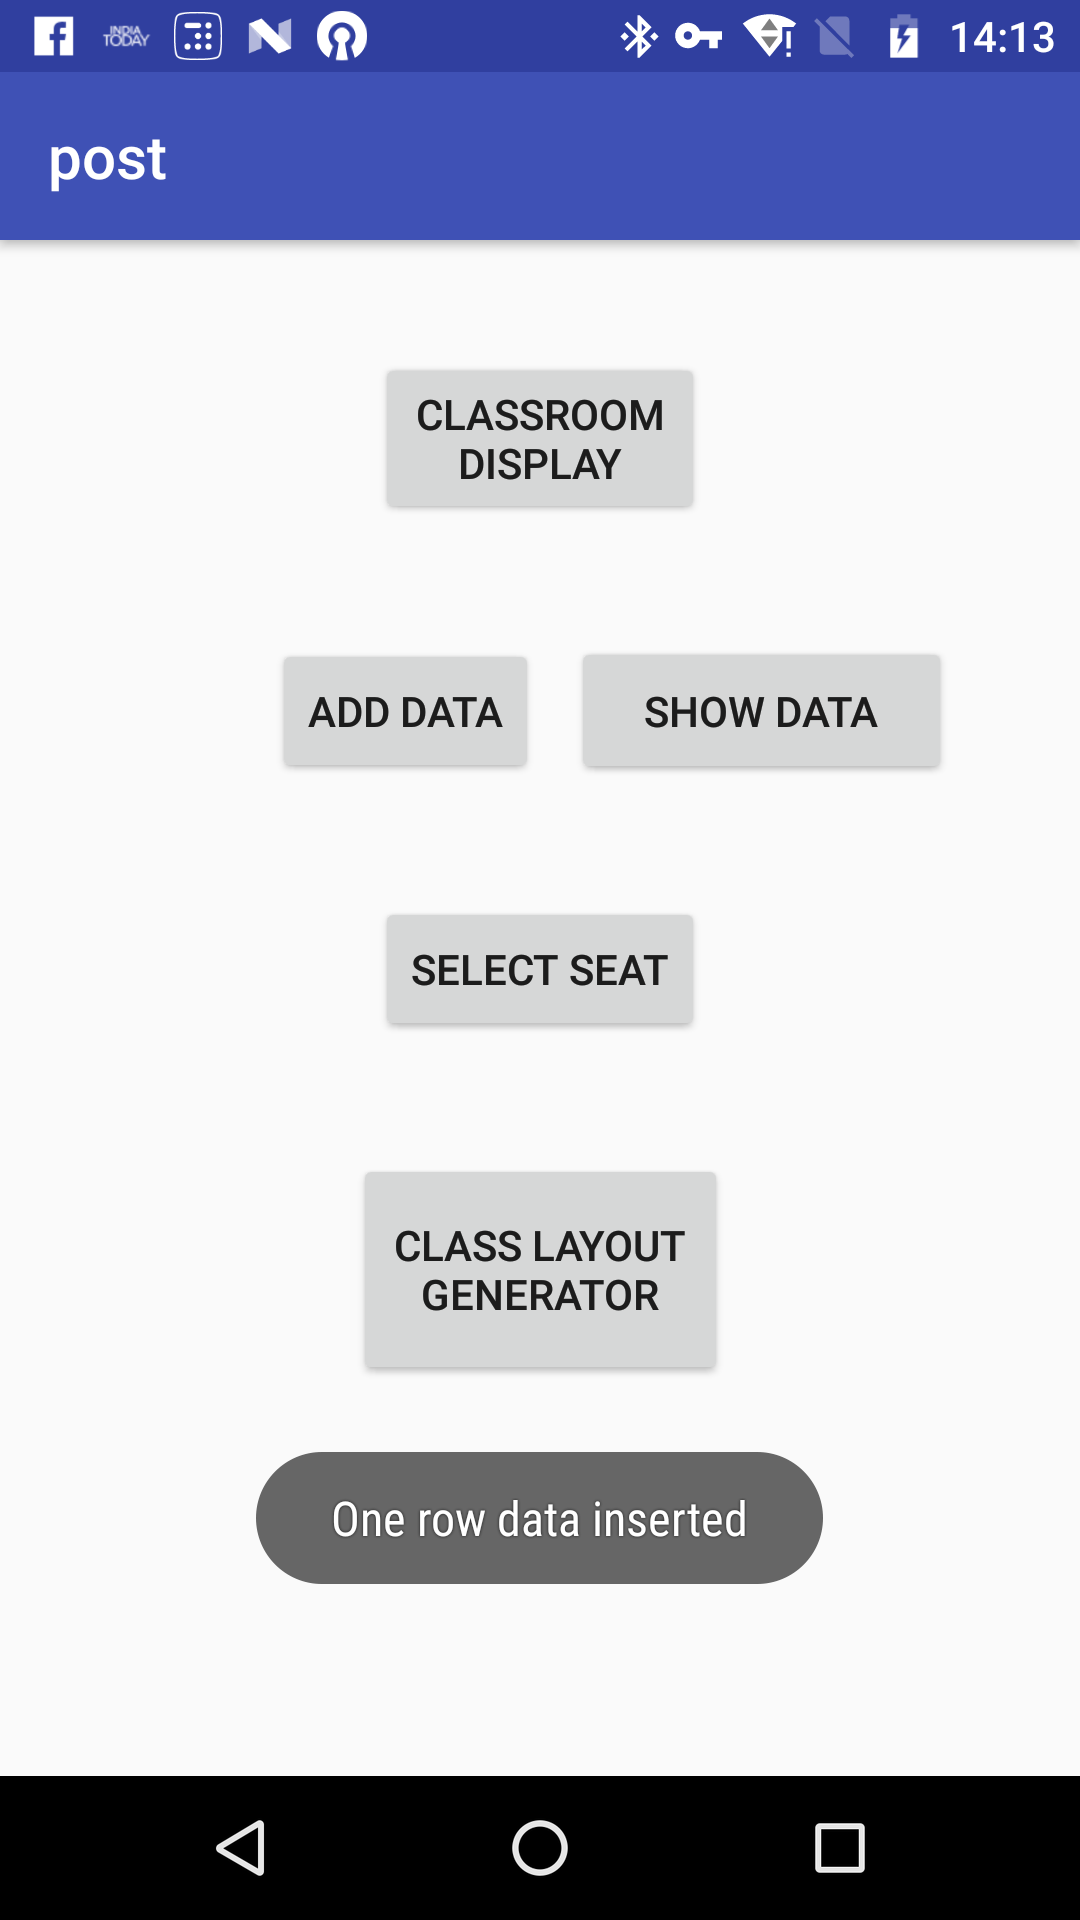 INDIA
TODAY
14:13
post
CLASSROOM
DISPLAY
ADD DATA
SHOW DATA
SELECT SEAT
CLASS LAYOUT
GENERATOR
One row data inserted